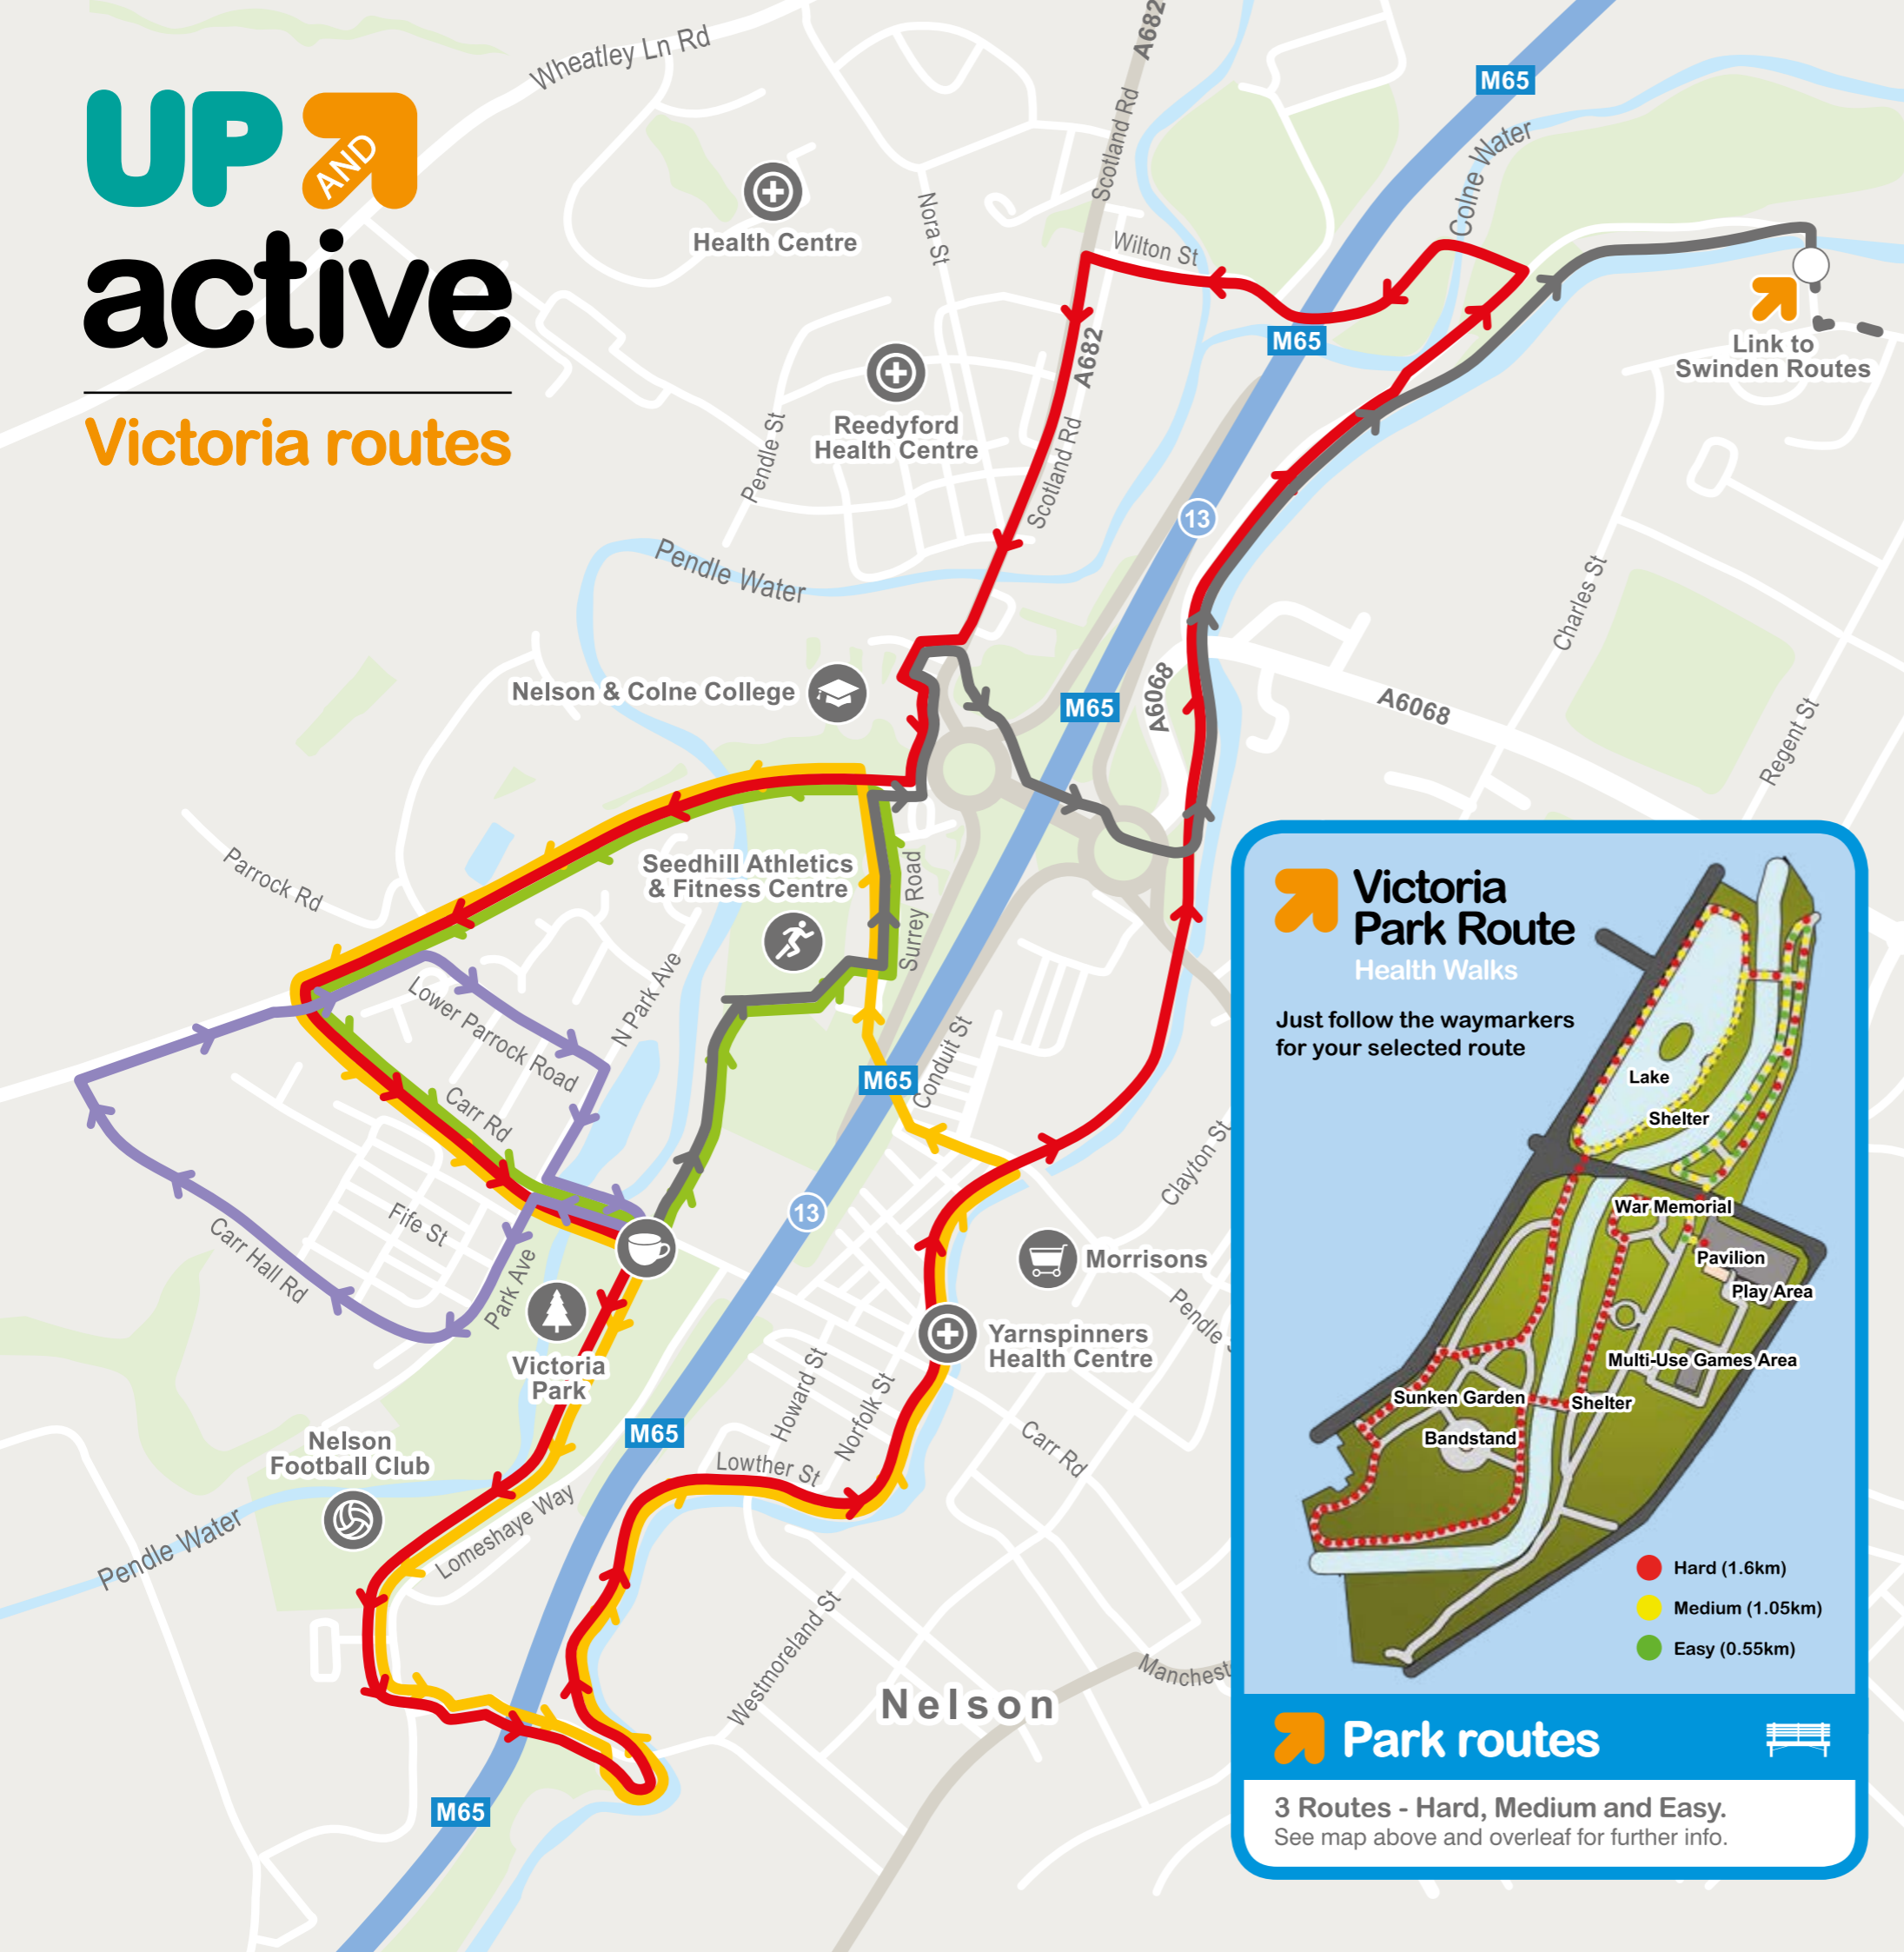 UP
AND
active
Victoria routes
Wheatley Ln Rd
A682
M65
Scotland Rd
Colne Water
Health Centre
Nora St
Wilton St
M65
A682
Link to
Swinden Routes
Reedyford
Health Centre
Pendle St
Scotland Rd
13
Pendle Water
Charles St
Nelson & Colne College
M65
A6068
A6068
Regent St
Parrock Rd
Seedhill Athletics
& Fitness Centre
Surrey Road
Lower Parrock Road
N Park Ave
Conduit St
M65
Carr Rd
Clayton St
Fife St
13
Carr Hall Rd
Park Ave
Morrisons
Pendle
Yarnspinners
Health Centre
Victoria
Park
Howard St
Norfolk St
Nelson
Football Club
M65
Lowther St
Carr Rd
Pendle Water
Lomeshaye Way
Westmoreland St
Manchest
Nelson
M65
Victoria
Park Route
Health Walks
Just follow the waymarkers
for your selected route
Lake
Shelter
War Memorial
Pavilion
Play Area
Multi-Use Games Area
Sunken Garden
Shelter
Bandstand
Hard (1.6km)
Medium (1.05km)
Easy (0.55km)
Park routes
3 Routes - Hard, Medium and Easy.
See map above and overleaf for further info.